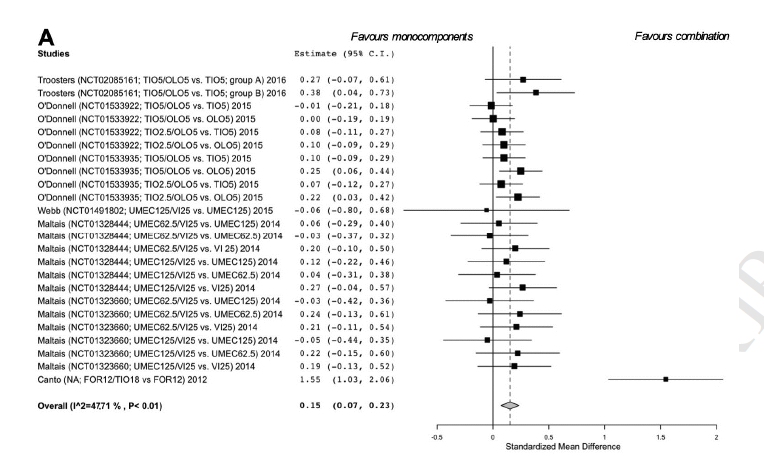 A
Favours monocomponents Favours combination
Studies Estimate (95% C.I.)
Troosters (NCT02085161; TIO5/OLO5 vs. TIO5; group A) 2016 0.27 (-0.07, 0.61)
Troosters (NCT02085161; TIO5/OLO5 vs. TIO5; group B) 2016 0.38 (0.04, 0.73)
O'Donnell (NCT01533922; TIO5/OLO5 vs. TIO5) 2015 -0.01 (-0.21, 0.18)
O'Donnell (NCT01533922; TIO5/OLO5 vs. OLO5) 2015 0.00 (-0.19, 0.19)
O'Donnell (NCT01533922; TIO2.5/OLO5 vs. TIO5) 2015 0.08 (-0.11, 0.27)
O'Donnell (NCT01533922; TIO2.5/OLO5 vs. OLO5) 2015 0.10 (-0.09, 0.29)
O'Donnell (NCT01533935; TIO5/OLO5 vs. TIO5) 2015 0.10 (-0.09, 0.29)
O'Donnell (NCT01533935; TIO5/OLO5 vs. OLO5) 2015 0.25 (0.06, 0.44)
O'Donnell (NCT01533935; TIO2.5/OLO5 vs. TIO5) 2015 0.07 (-0.12, 0.27)
O'Donnell (NCT01533935; TIO2.5/OLO5 vs. OLO5) 2015 0.22 (0.03, 0.42)
Webb (NCT01491802; UMEC125/VI25 vs. UMEC125) 2015 -0.06 (-0.80, 0.68)
Maltais (NCT01328444; UMEC62.5/VI25 vs. UMEC125) 2014 0.06 (-0.29, 0.40)
Maltais (NCT01328444; UMEC62.5/VI25 vs. UMEC62.5) 2014 -0.03 (-0.37, 0.32)
Maltais (NCT01328444; UMEC62.5/VI25 vs. VI 25) 2014 0.20 (-0.10, 0.50)
Maltais (NCT01328444; UMEC125/VI25 vs. UMEC125) 2014 0.12 (-0.22, 0.46)
Maltais (NCT01328444; UMEC125/VI25 vs. UMEC62.5) 2014 0.04 (-0.31, 0.38)
Maltais (NCT01328444; UMEC125/VI25 vs. VI25) 2014 0.27 (-0.04, 0.57)
Maltais (NCT01323660; UMEC62.5/VI25 vs. UMEC125) 2014 -0.03 (-0.42, 0.36)
Maltais (NCT01323660; UMEC62.5/VI25 vs. UMEC62.5) 2014 0.24 (-0.13, 0.61)
Maltais (NCT01323660; UMEC62.5/VI25 vs. VI25) 2014 0.21 (-0.11, 0.54)
Maltais (NCT01323660; UMEC125/VI25 vs. UMEC125) 2014 -0.05 (-0.44, 0.35)
Maltais (NCT01323660; UMEC125/VI25 vs. UMEC62.5) 2014 0.22 (-0.15, 0.60)
Maltais (NCT01323660; UMEC125/VI25 vs. VI25) 2014 0.19 (-0.13, 0.52)
Canto (NA; FOR12/TIO18 vs FOR12) 2012 1.55 (1.03, 2.06)
Overall (I^2=47.71 % , P< 0.01) 0.15 (0.07, 0.23)
-0.5 0 0.5 1 1.5 2
Standardized Mean Difference